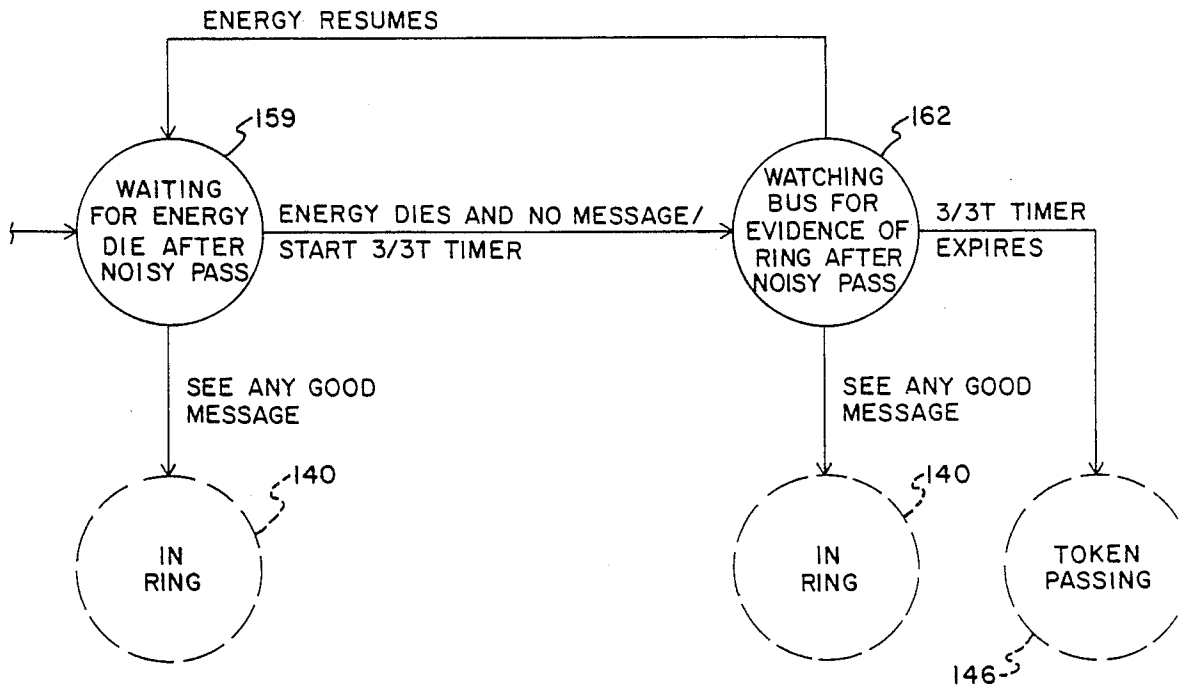 ENERGY RESUMES
159
162
WAITING
FOR ENERGY
DIE AFTER
NOISY PASS
ENERGY DIES AND NO MESSAGE/
START 3/3T TIMER
WATCHING
BUS FOR
EVIDENCE OF
RING AFTER
NOISY PASS
3/3T TIMER
EXPIRES
SEE ANY GOOD
MESSAGE
SEE ANY GOOD
MESSAGE
140
140
IN
RING
IN
RING
TOKEN
PASSING
146